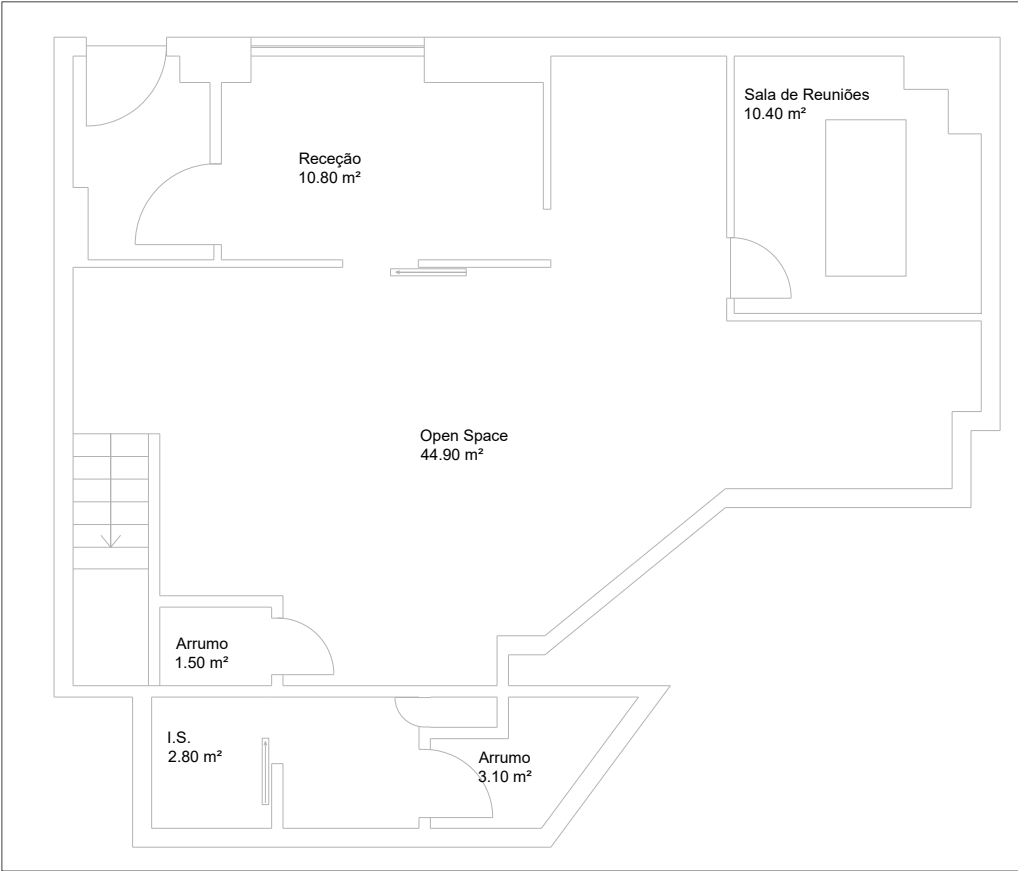 Sala de Reuniões
10.40 m²
Receção
10.80 m²
Open Space
44.90 m²
Arrumo
1.50 m²
I.S.
2.80 m²
Arrumo
3.10 m²